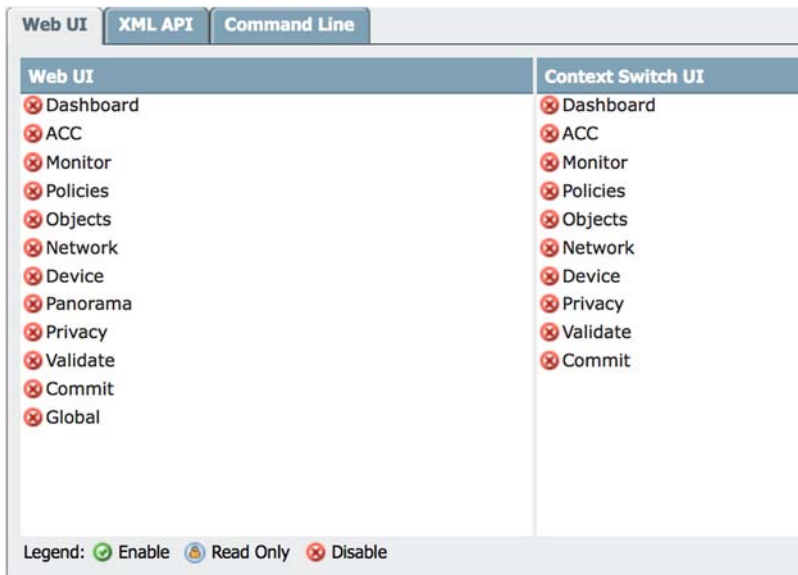 Web UI
XML API
Command Line
Web UI
Dashboard
ACC
Monitor
Policies
Objects
Network
Device
Panorama
Privacy
Validate
Commit
Global
Context Switch UI
Dashboard
ACC
Monitor
Policies
Objects
Network
Device
Privacy
Validate
Commit
Legend: Enable Read Only Disable